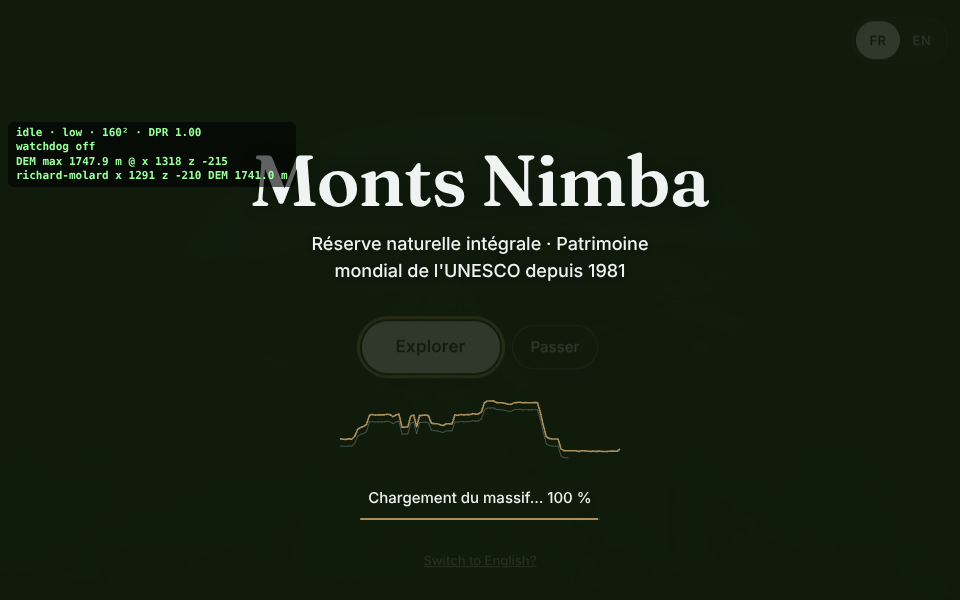 FR EN
idle · low · 160² · DPR 1.00
watchdog off
DEM max 1747.9 m @ x 1318 z -215
richard-molard x 1291 z -210 DEM 1741.0 m
Monts Nimba
Réserve naturelle intégrale · Patrimoine
mondial de l'UNESCO depuis 1981
Explorer Passer
Chargement du massif… 100 %
Switch to English?